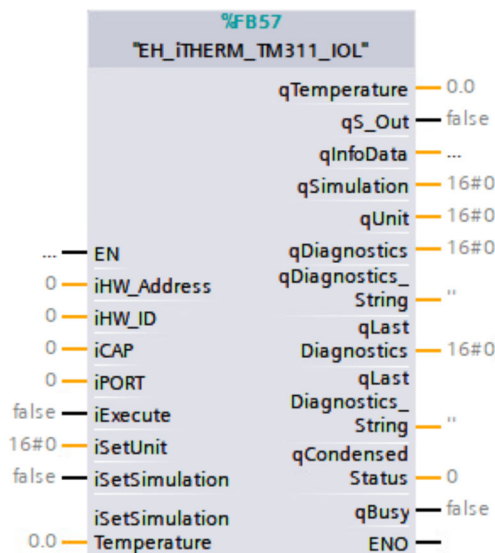 %FB57
"EH_iTHERM_TM311_IOL"
qTemperature 0.0
qS_Out false
qInfoData ...
qSimulation 16#0
qUnit 16#0
... EN qDiagnostics 16#0
0 iHW_Address qDiagnostics_
String ''
0 iHW_ID qLast
0 iCAP Diagnostics 16#0
0 iPORT qLast
false iExecute Diagnostics_
String ''
16#0 iSetUnit qCondensed
false iSetSimulation Status 0
iSetSimulation qBusy false
0.0 Temperature ENO